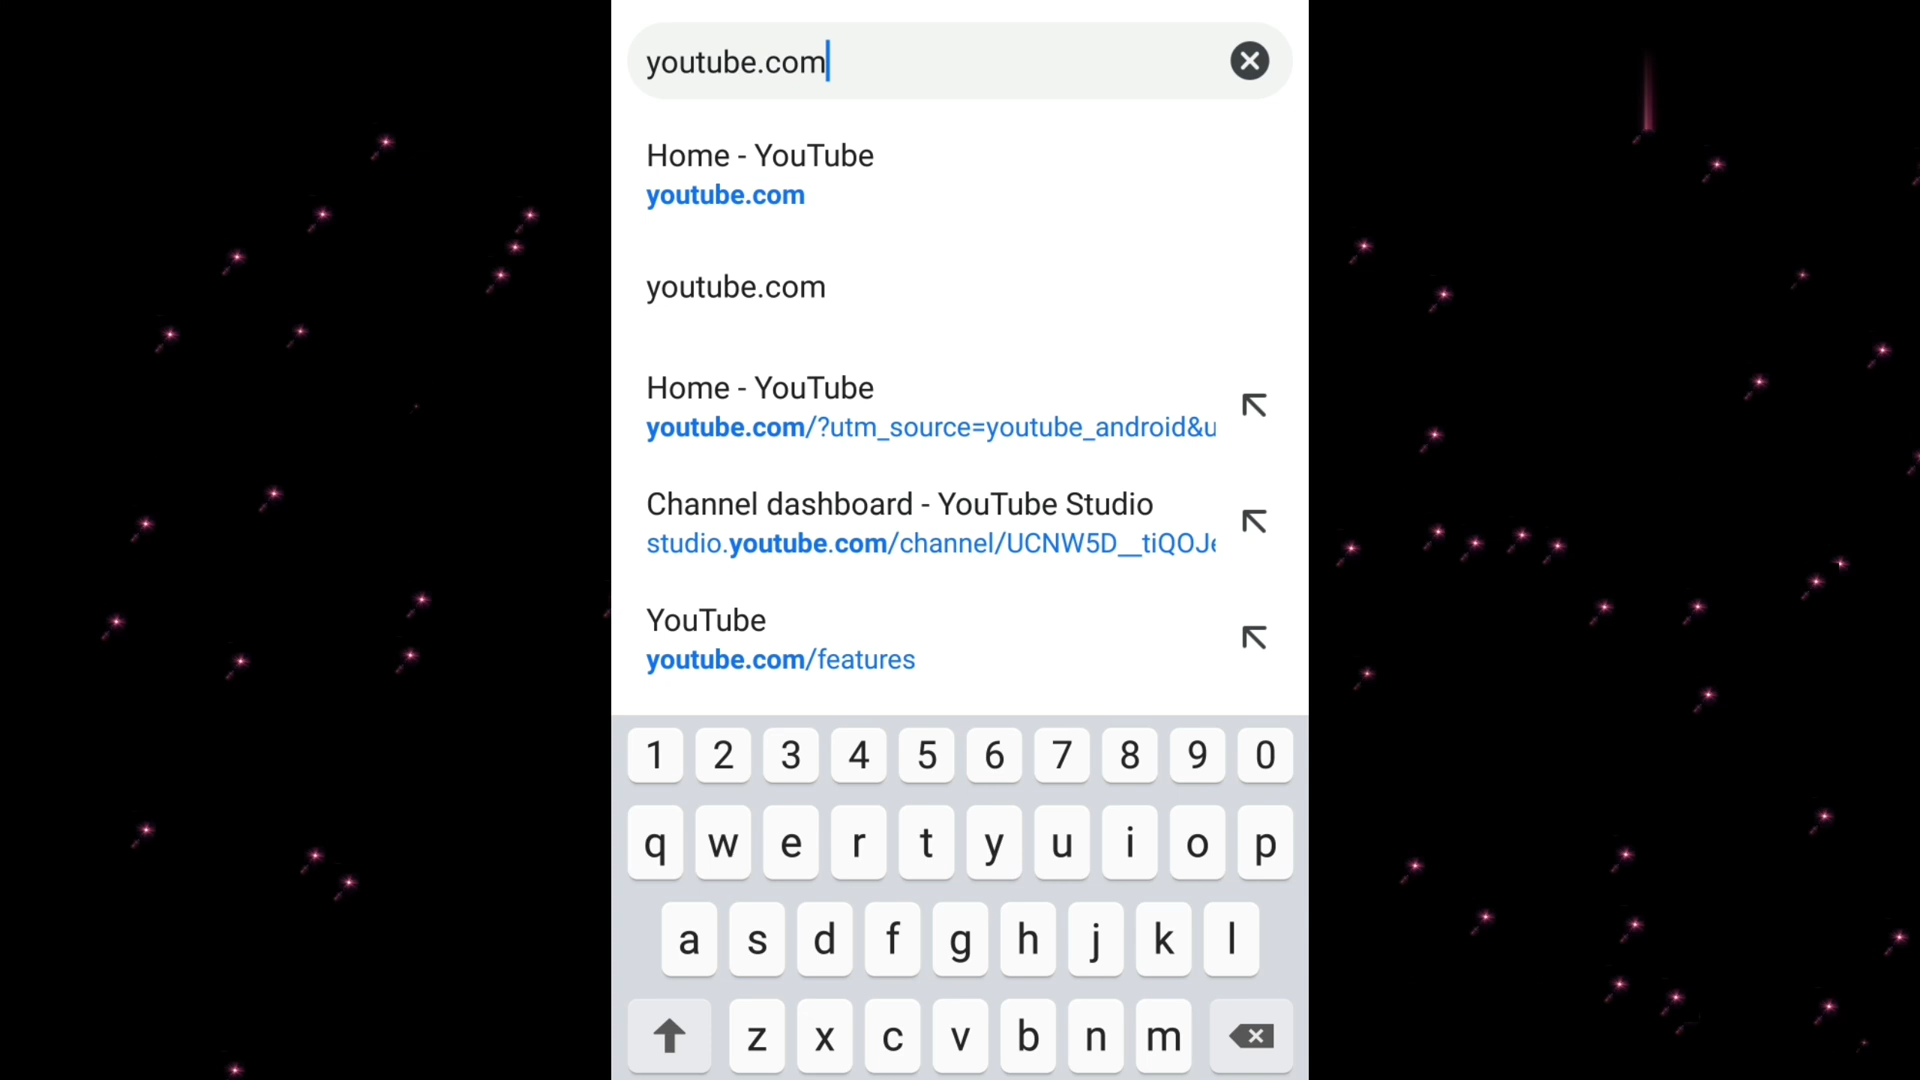 youtube.com
Home - YouTube
youtube.com
youtube.com
Home - YouTube
youtube.com/?utm_source=youtube_android&u
Channel dashboard - YouTube Studio
studio.youtube.com/channel/UCNW5D__tiQOJe
YouTube
youtube.com/features
1 2 3 4 5 6 7 8 9 0
q w e r t y u i o p
a s d f g h j k l
z x c v b n m